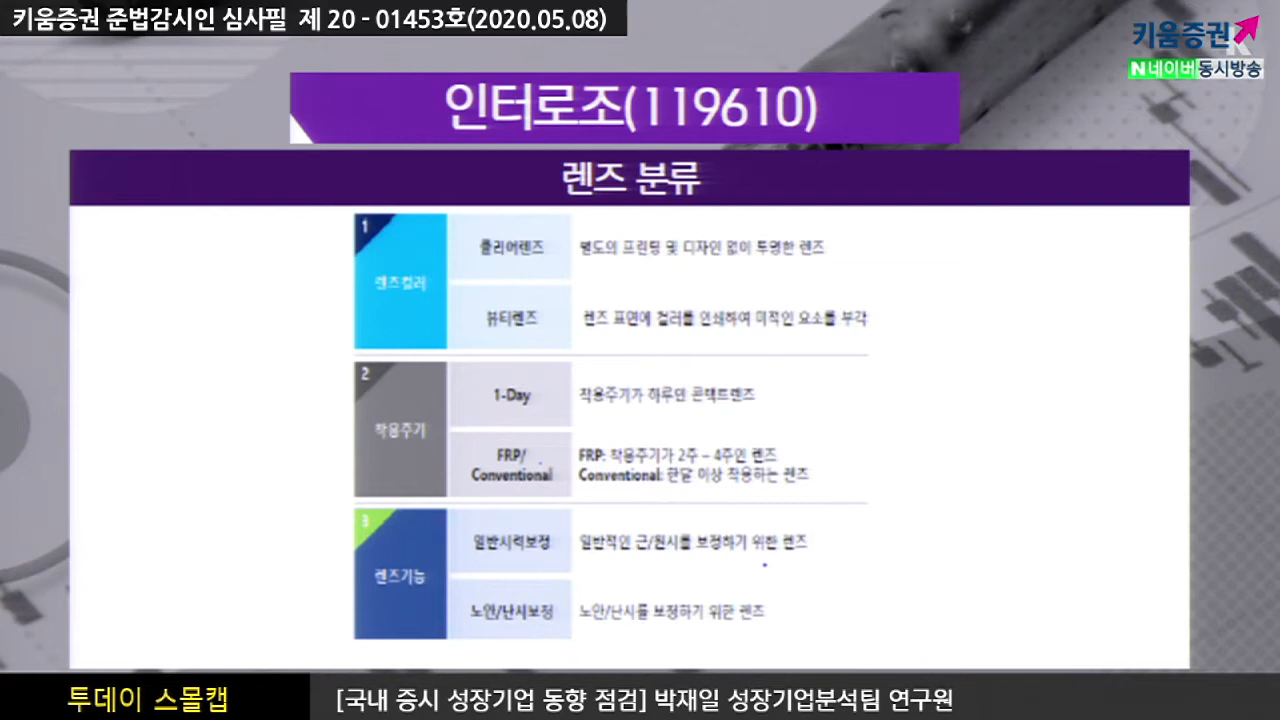 키움증권 준법감시인 심사필 제 20 - 01453호(2020.05.08)
키움증권
N 네이버 동시방송
인터로조(119610)
렌즈 분류
1
렌즈컬러
클리어렌즈
별도의 프린팅 및 디자인 없이 투명한 렌즈
뷰티렌즈
렌즈 표면에 컬러를 인쇄하여 미적인 요소를 부각
2
착용주기
1-Day
착용주기가 하루인 콘택트렌즈
FRP/
Conventional
FRP: 착용주기가 2주 – 4주인 렌즈
Conventional: 한달 이상 착용하는 렌즈
3
렌즈기능
일반시력보정
일반적인 근/원시를 보정하기 위한 렌즈
노안/난시보정
노안/난시를 보정하기 위한 렌즈
투데이 스몰캡
[국내 증시 성장기업 동향 점검] 박재일 성장기업분석팀 연구원